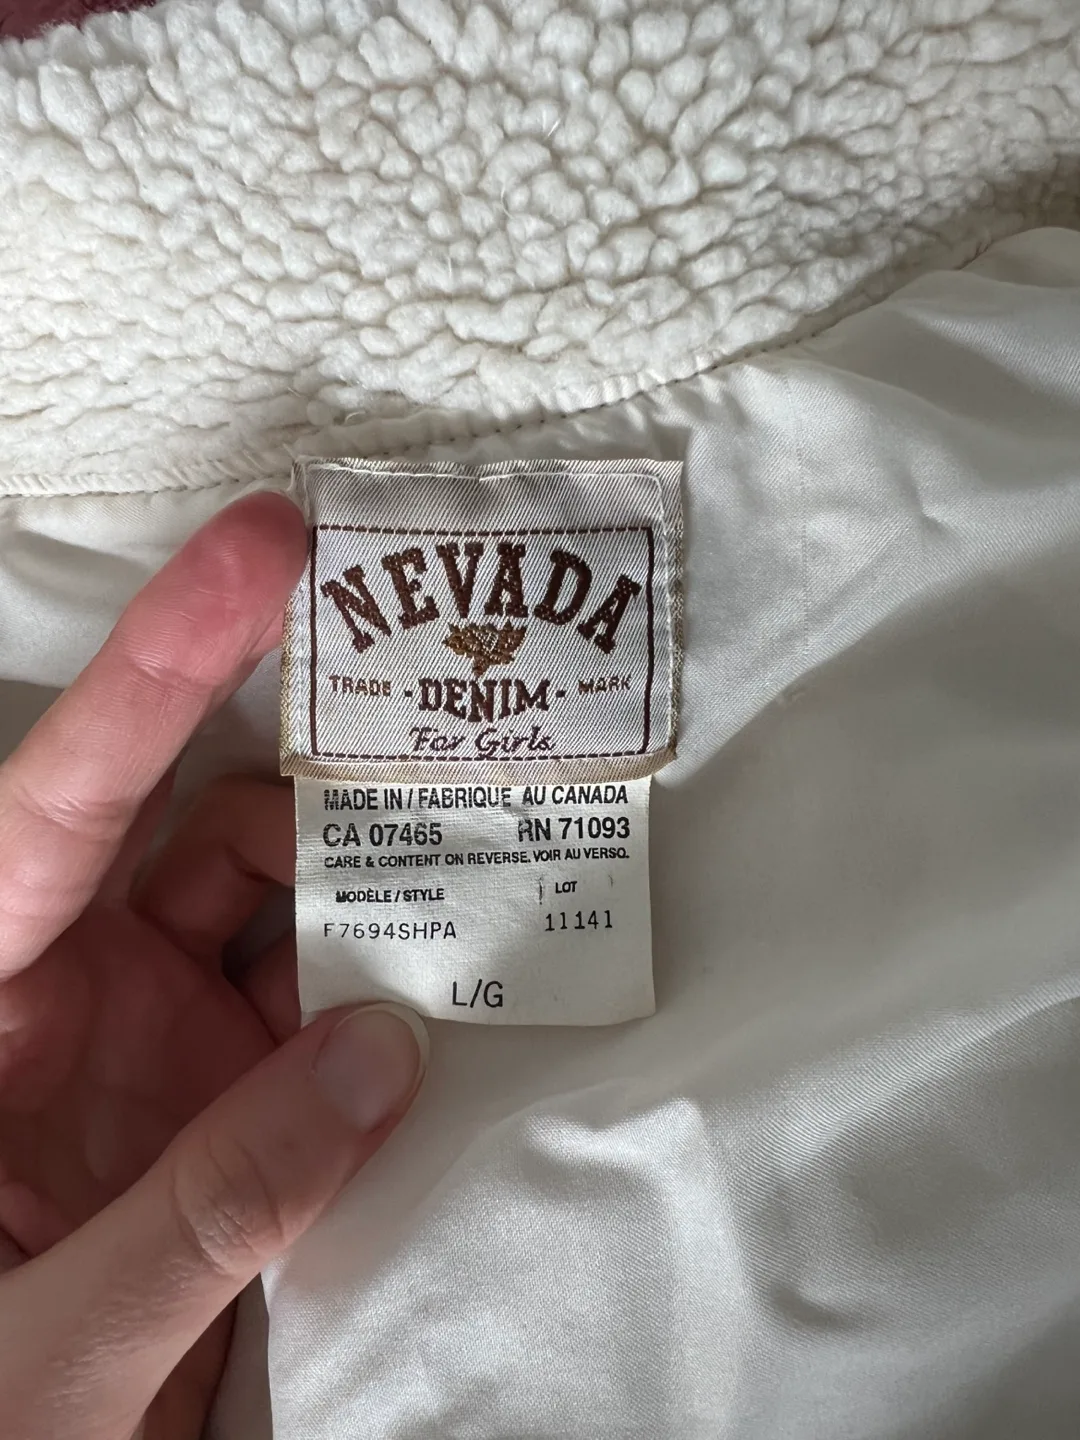 NEVADA
TRADE - DENIM - MARK
For Girls
MADE IN / FABRIQUÉ AU CANADA
CA 07465 RN 71093
CARE & CONTENT ON REVERSE. VOIR AU VERSO.
MODÈLE / STYLE LOT
F7694SHPA 11141
L/G